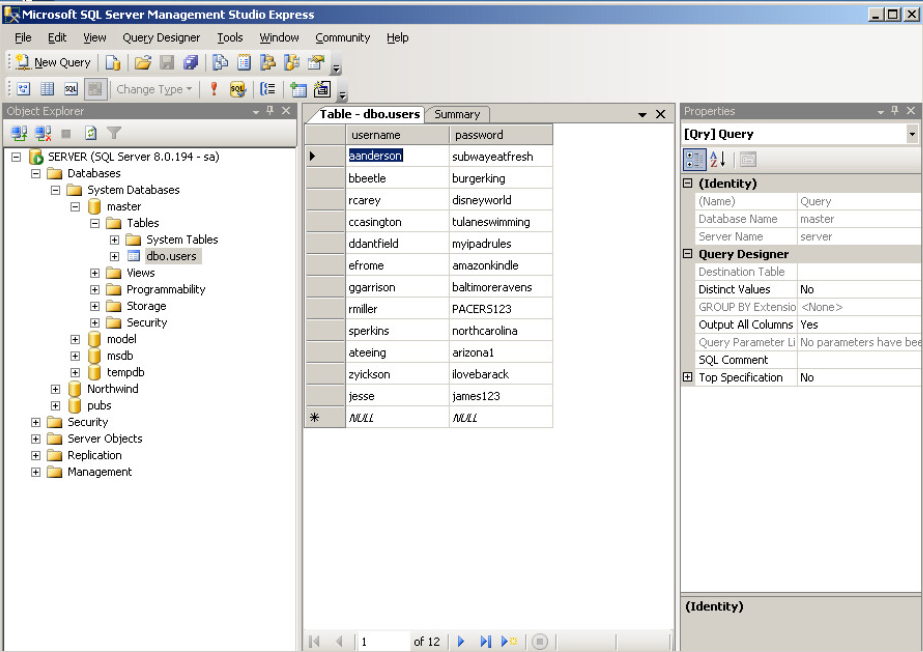 Microsoft SQL Server Management Studio Express
File Edit View Query Designer Tools Window Community Help
New Query
Change Type
Object Explorer
SERVER (SQL Server 8.0.194 - sa)
Databases
System Databases
master
Tables
System Tables
dbo.users
Views
Programmability
Storage
Security
model
msdb
tempdb
Northwind
pubs
Security
Server Objects
Replication
Management
Table - dbo.users Summary
username password
aanderson subwayeatfresh
bbeetle burgerking
rcarey disneyworld
ccasington tulaneswimming
ddantfield myipadrules
efrome amazonkindle
ggarrison baltimoreravens
rmiller PACERS123
sperkins northcarolina
ateeing arizona1
zyickson ilovebarack
jesse james123
NULL NULL
1 of 12
Properties
[Qry] Query
(Identity)
(Name) Query
Database Name master
Server Name server
Query Designer
Destination Table
Distinct Values No
GROUP BY Extensio <None>
Output All Columns Yes
Query Parameter Li No parameters have bee
SQL Comment
Top Specification No
(Identity)